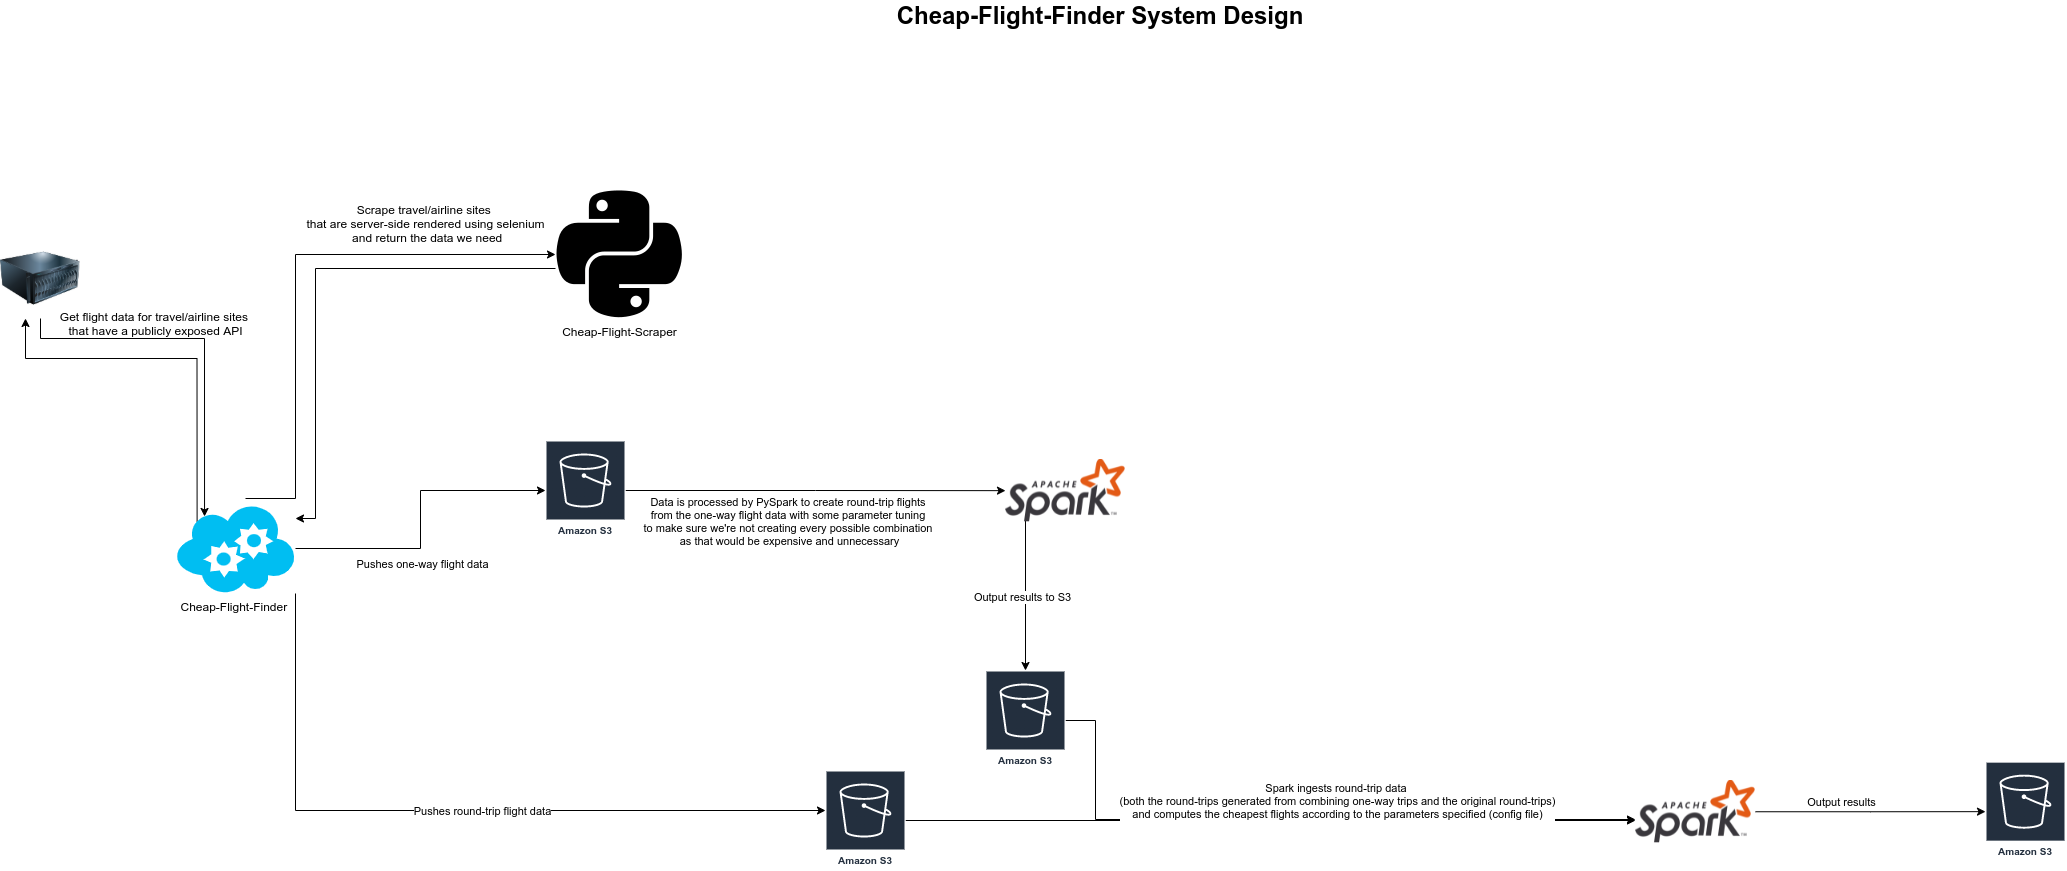 Cheap-Flight-Finder System Design
Scrape travel/airline sites
that are server-side rendered using selenium
and return the data we need
Cheap-Flight-Scraper
Get flight data for travel/airline sites
that have a publicly exposed API
Amazon S3
APACHE
Spark
TM
Data is processed by PySpark to create round-trip flights
from the one-way flight data with some parameter tuning
to make sure we're not creating every possible combination
as that would be expensive and unnecessary
Pushes one-way flight data
Cheap-Flight-Finder
Output results to S3
Amazon S3
Pushes round-trip flight data
Amazon S3
Spark ingests round-trip data
(both the round-trips generated from combining one-way trips and the original round-trips)
and computes the cheapest flights according to the parameters specified (config file)
APACHE
Spark
TM
Output results
Amazon S3